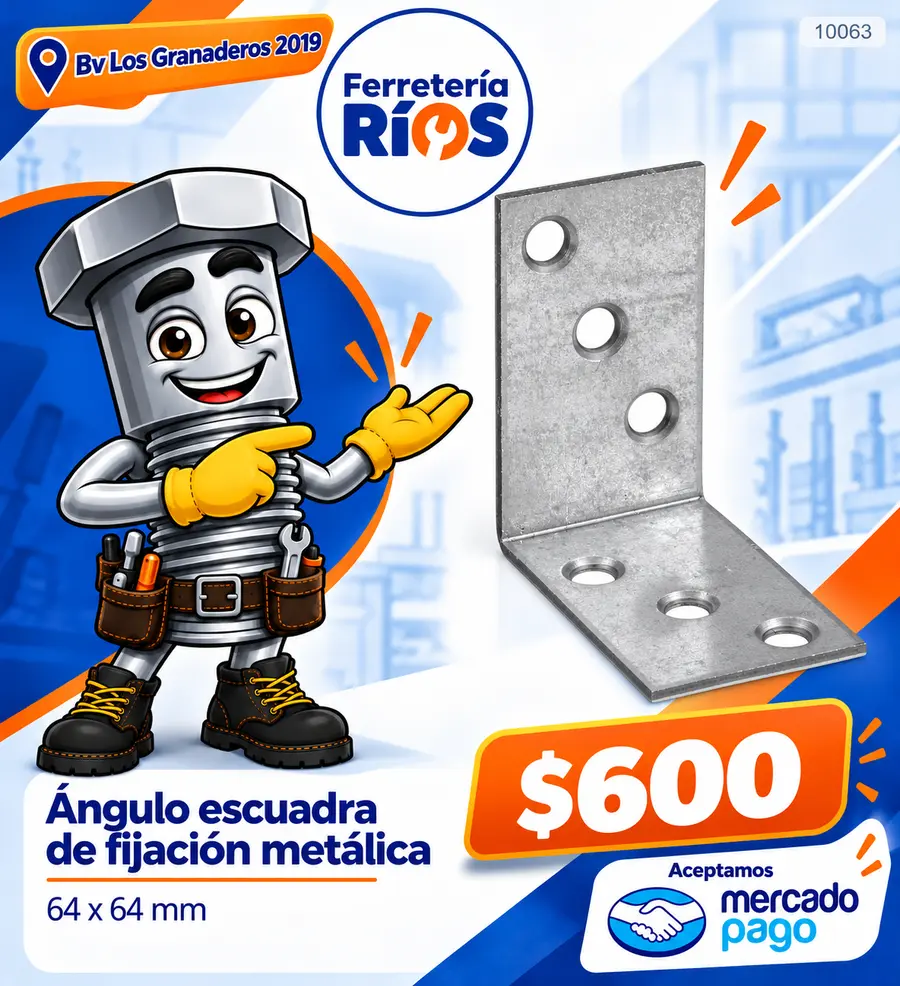 Bv Los Granaderos 2019
Ferretería
RÍOS
10063
Ángulo escuadra
de fijación metálica
64 x 64 mm
$600
Aceptamos
mercado
pago